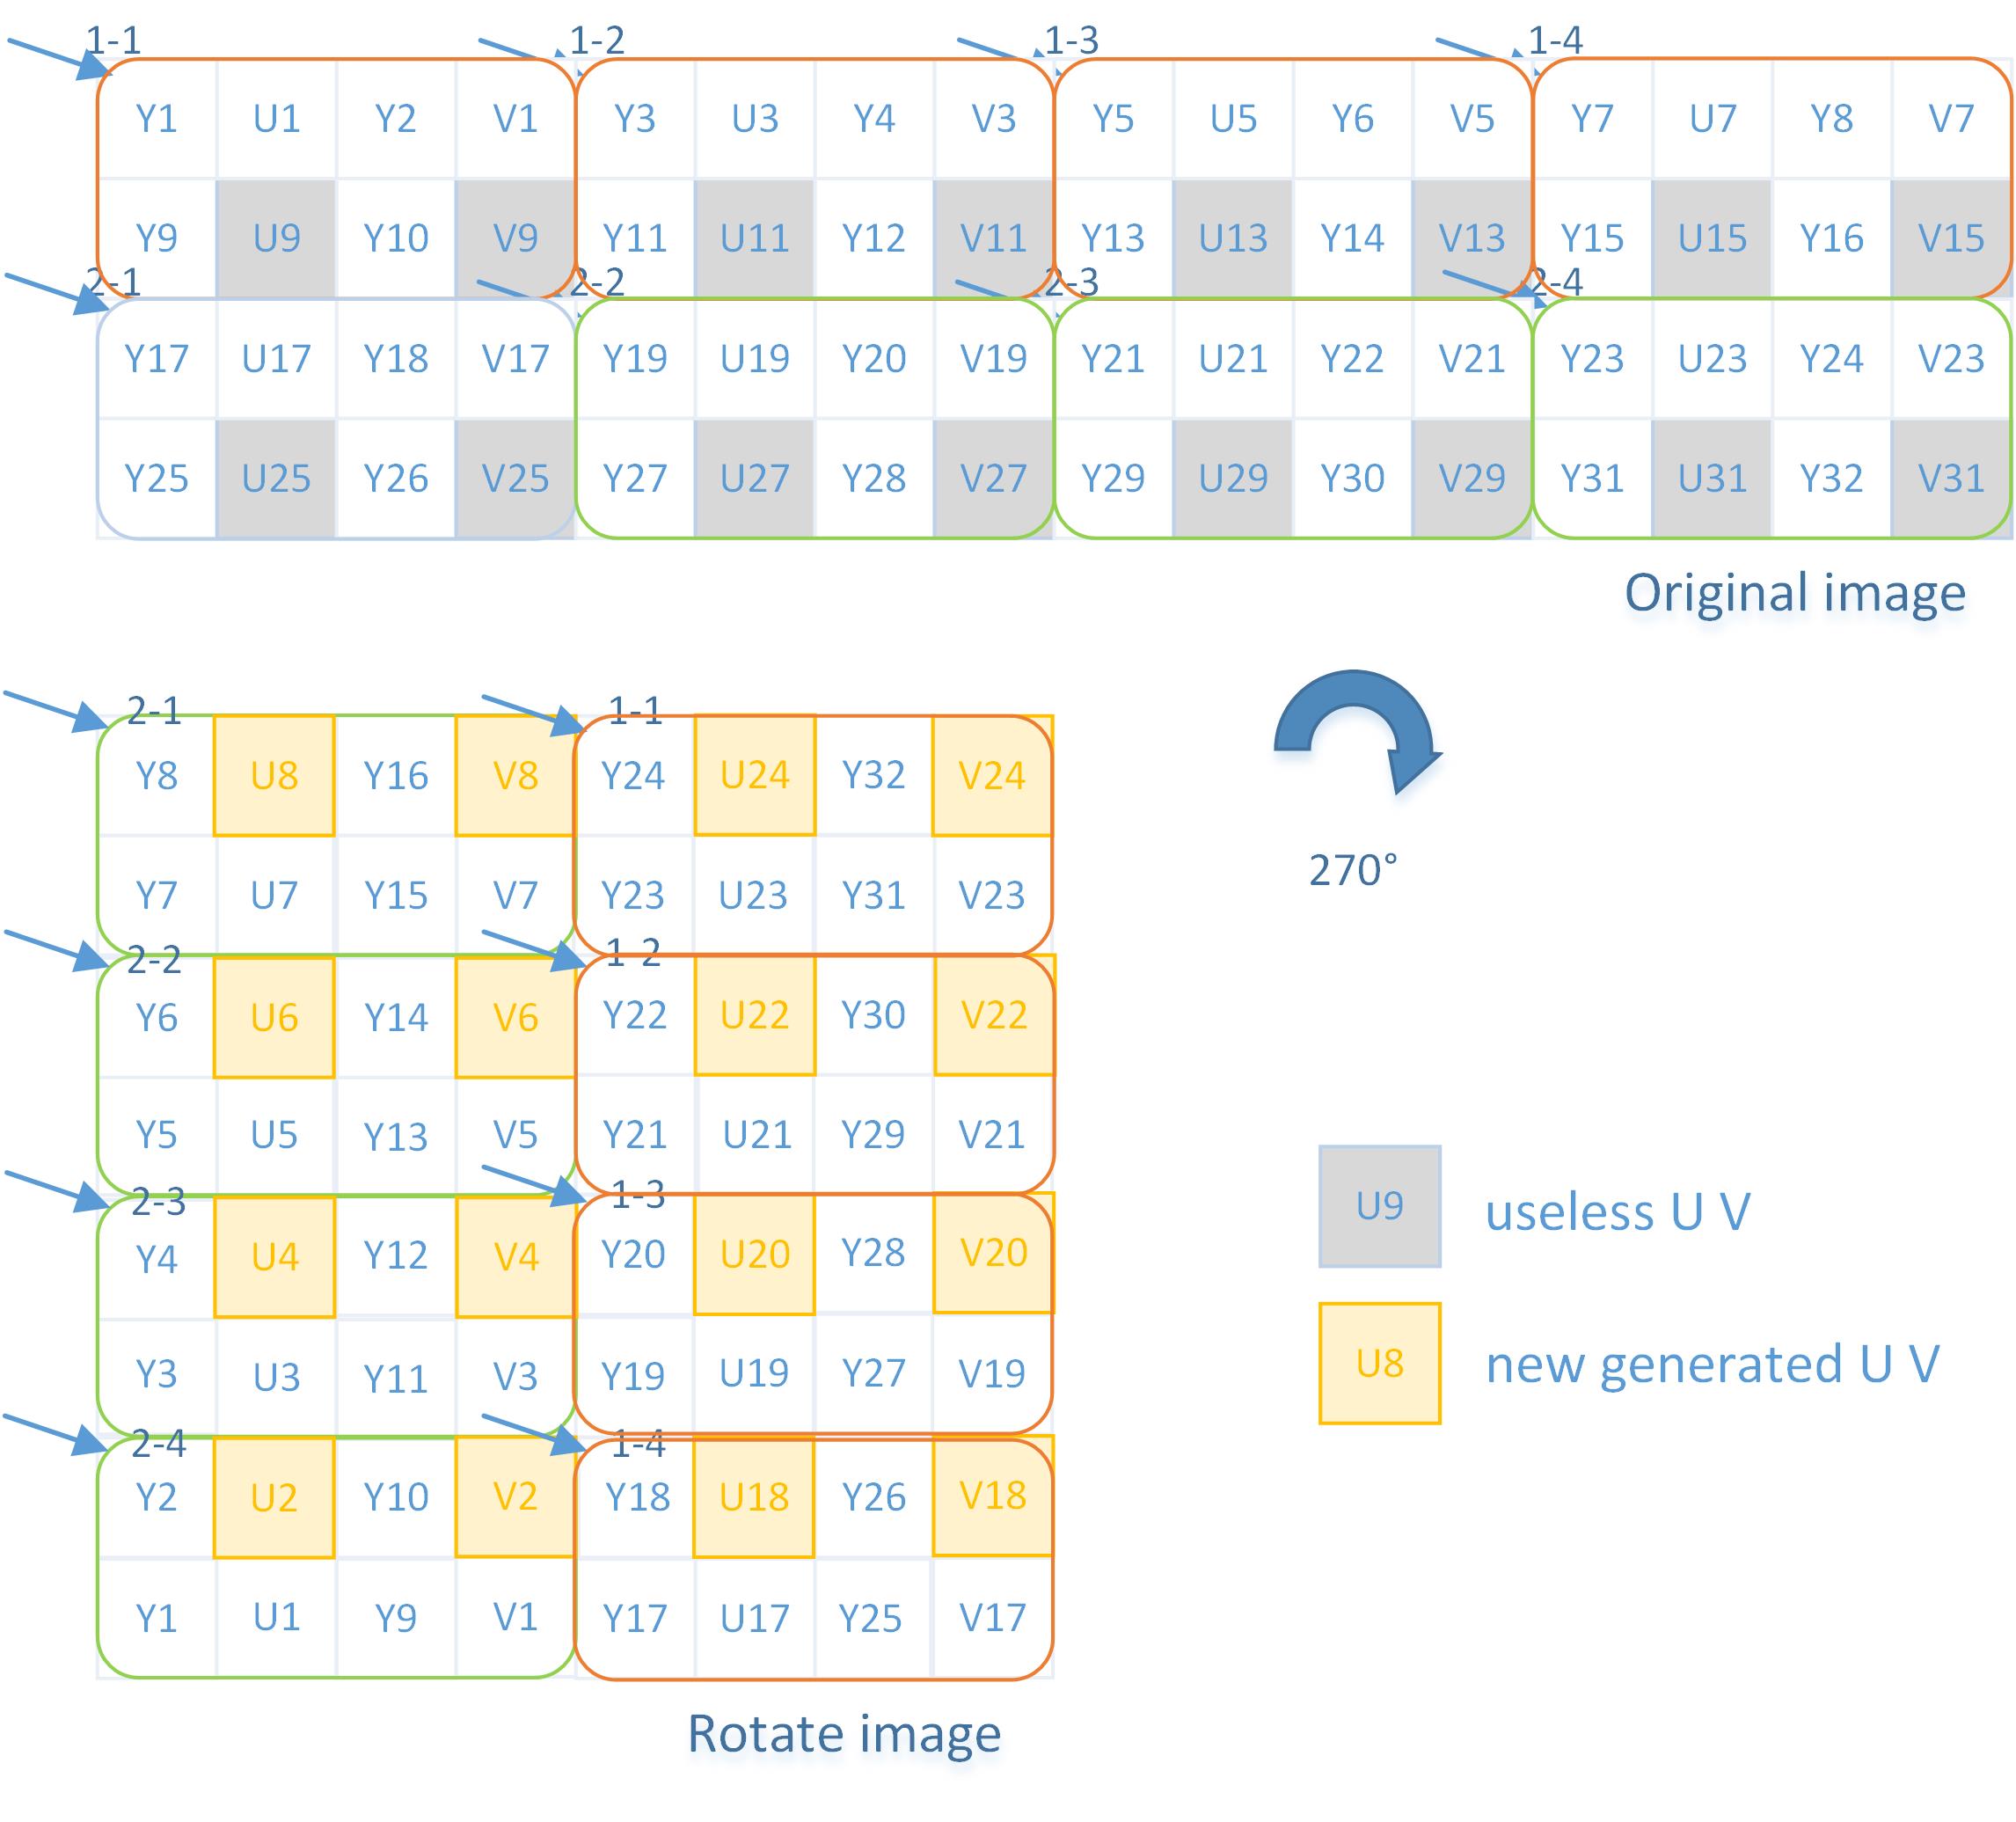 1-1 1-2 1-3 1-4
Y1 U1 Y2 V1 Y3 U3 Y4 V3 Y5 U5 Y6 V5 Y7 U7 Y8 V7
Y9 U9 Y10 V9 Y11 U11 Y12 V11 Y13 U13 Y14 V13 Y15 U15 Y16 V15
2-1 2-2 2-3 2-4
Y17 U17 Y18 V17 Y19 U19 Y20 V19 Y21 U21 Y22 V21 Y23 U23 Y24 V23
Y25 U25 Y26 V25 Y27 U27 Y28 V27 Y29 U29 Y30 V29 Y31 U31 Y32 V31
Original image
2-1 1-1
Y8 U8 Y16 V8 Y24 U24 Y32 V24
Y7 U7 Y15 V7 Y23 U23 Y31 V23
270°
2-2 1-2
Y6 U6 Y14 V6 Y22 U22 Y30 V22
Y5 U5 Y13 V5 Y21 U21 Y29 V21
2-3 1-3
Y4 U4 Y12 V4 Y20 U20 Y28 V20
Y3 U3 Y11 V3 Y19 U19 Y27 V19
2-4 1-4
Y2 U2 Y10 V2 Y18 U18 Y26 V18
Y1 U1 Y9 V1 Y17 U17 Y25 V17
U9 useless U V
U8 new generated U V
Rotate image